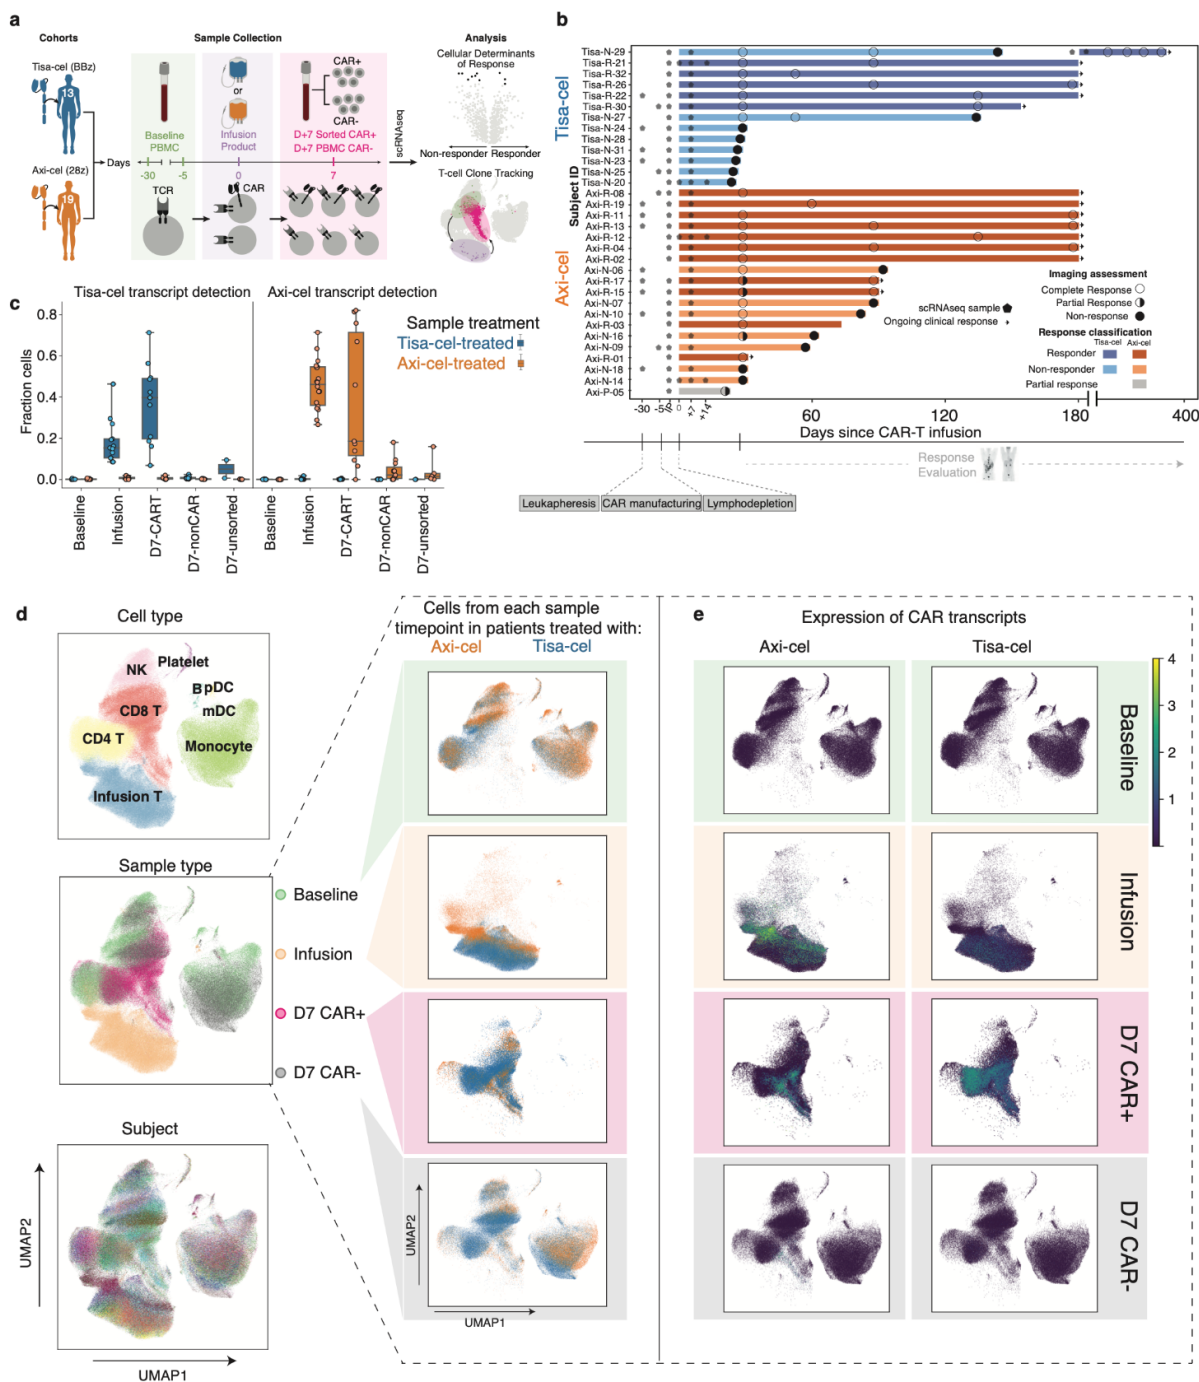 a
Cohorts
Sample Collection
Analysis
Tisa-cel (BBz)
13
Axi-cel (28z)
19
Days
or
CAR+
CAR-
Baseline
PBMC
Infusion
Product
D+7 Sorted CAR+
D+7 PBMC CAR-
-30
-5
0
7
TCR
CAR
scRNAseq
Cellular Determinants
of Response
Non-responder
Responder
T-cell Clone Tracking
b
Tisa-cel
Axi-cel
Subject ID
Tisa-N-29
Tisa-R-21
Tisa-R-32
Tisa-R-26
Tisa-R-22
Tisa-R-30
Tisa-N-27
Tisa-N-24
Tisa-N-28
Tisa-N-31
Tisa-N-23
Tisa-N-25
Tisa-N-20
Axi-R-08
Axi-R-19
Axi-R-11
Axi-R-13
Axi-R-12
Axi-R-04
Axi-R-02
Axi-N-06
Axi-R-17
Axi-R-15
Axi-N-07
Axi-N-10
Axi-R-03
Axi-N-16
Axi-N-09
Axi-R-01
Axi-N-18
Axi-N-14
Axi-P-05
scRNAseq sample
Ongoing clinical response
Imaging assessment
Complete Response
Partial Response
Non-response
Response classification
Tisa-cel Axi-cel
Responder
Non-responder
Partial response
-30
0
+7
+14
60
120
180
400
Days since CAR-T infusion
Response
Evaluation
Leukapheresis
CAR manufacturing
Lymphodepletion
c
Tisa-cel transcript detection
Axi-cel transcript detection
Sample treatment
Tisa-cel-treated
Axi-cel-treated
Fraction cells
0.8
0.6
0.4
0.2
0.0
Baseline
Infusion
D7-CART
D7-nonCAR
D7-unsorted
Baseline
Infusion
D7-CART
D7-nonCAR
D7-unsorted
d
Cell type
NK
Platelet
B
pDC
mDC
CD8 T
CD4 T
Monocyte
Infusion T
Sample type
Baseline
Infusion
D7 CAR+
D7 CAR-
Subject
UMAP2
UMAP1
Cells from each sample
timepoint in patients treated with:
Axi-cel
Tisa-cel
UMAP2
UMAP1
e
Expression of CAR transcripts
Axi-cel
Tisa-cel
4
3
2
1
Baseline
Infusion
D7 CAR+
D7 CAR-